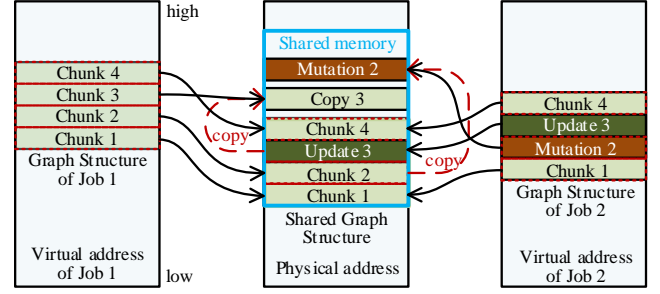 high
Chunk 4
Chunk 3
Chunk 2
Chunk 1
Graph Structure
of Job 1
Virtual address
of Job 1
low
Shared memory
Mutation 2
Copy 3
copy
Chunk 4
Update 3
Chunk 2
Chunk 1
copy
Shared Graph
Structure
Physical address
Chunk 4
Update 3
Mutation 2
Chunk 1
Graph Structure
of Job 2
Virtual address
of Job 2